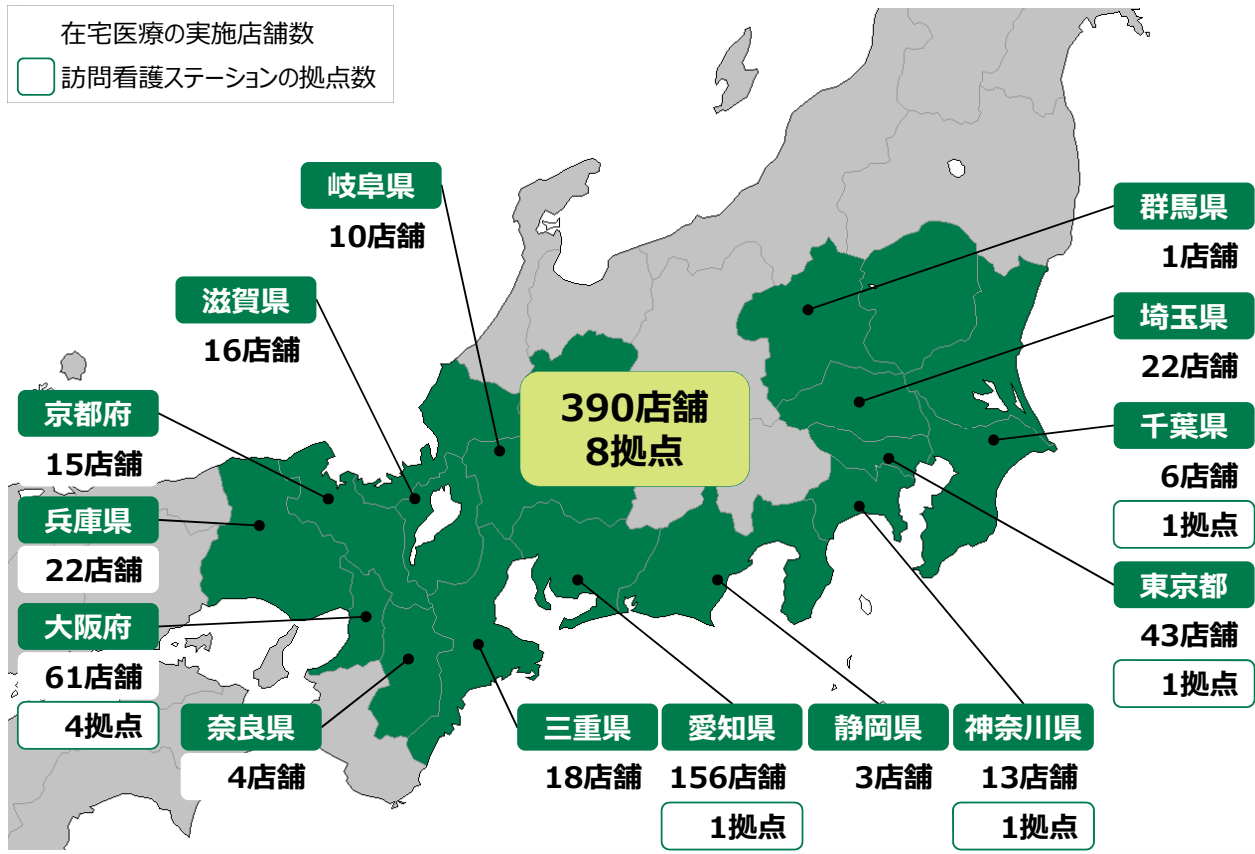 在宅医療の実施店舗数
訪問看護ステーションの拠点数
岐阜県
10店舗
滋賀県
16店舗
京都府
15店舗
兵庫県
22店舗
大阪府
61店舗
4拠点
奈良県
4店舗
390店舗
8拠点
三重県
18店舗
愛知県
156店舗
1拠点
静岡県
3店舗
神奈川県
13店舗
1拠点
群馬県
1店舗
埼玉県
22店舗
千葉県
6店舗
1拠点
東京都
43店舗
1拠点